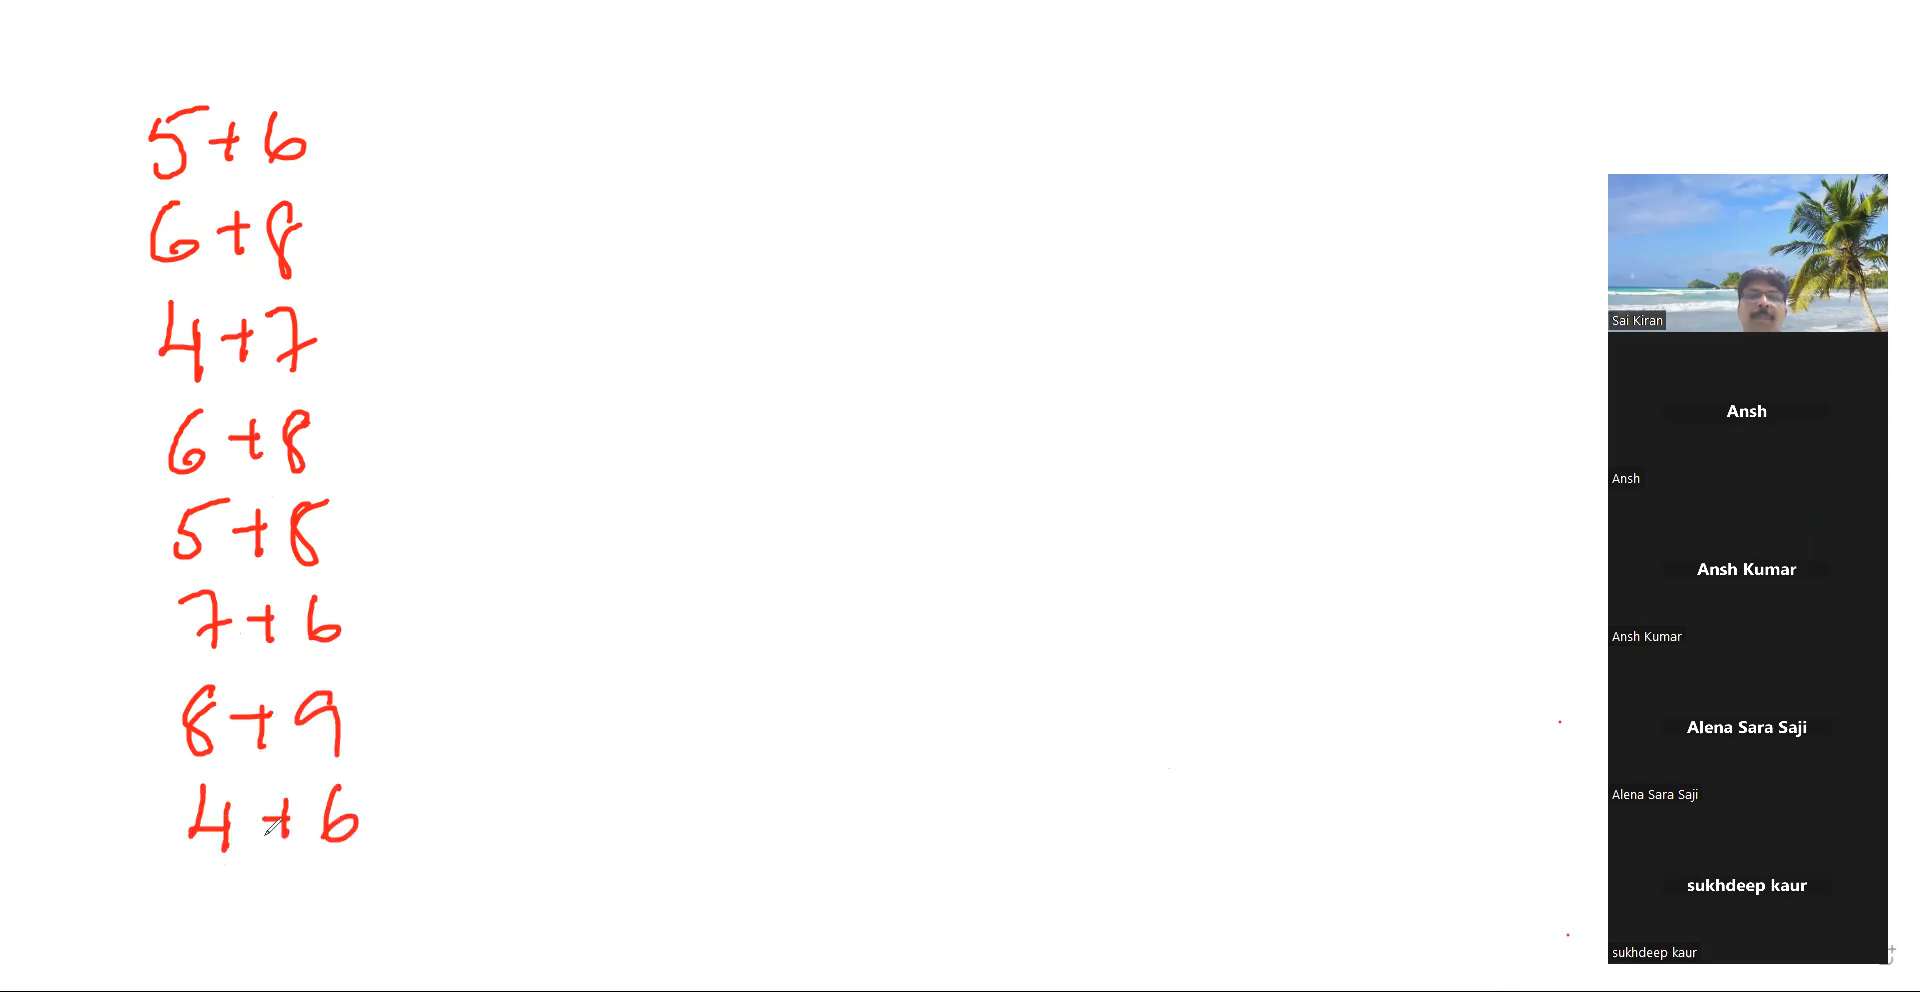 5+6
6+8
4+7
6+8
5+8
7+6
8+9
4+6
Sai Kiran
Ansh
Ansh
Ansh Kumar
Ansh Kumar
Alena Sara Saji
Alena Sara Saji
sukhdeep kaur
sukhdeep kaur